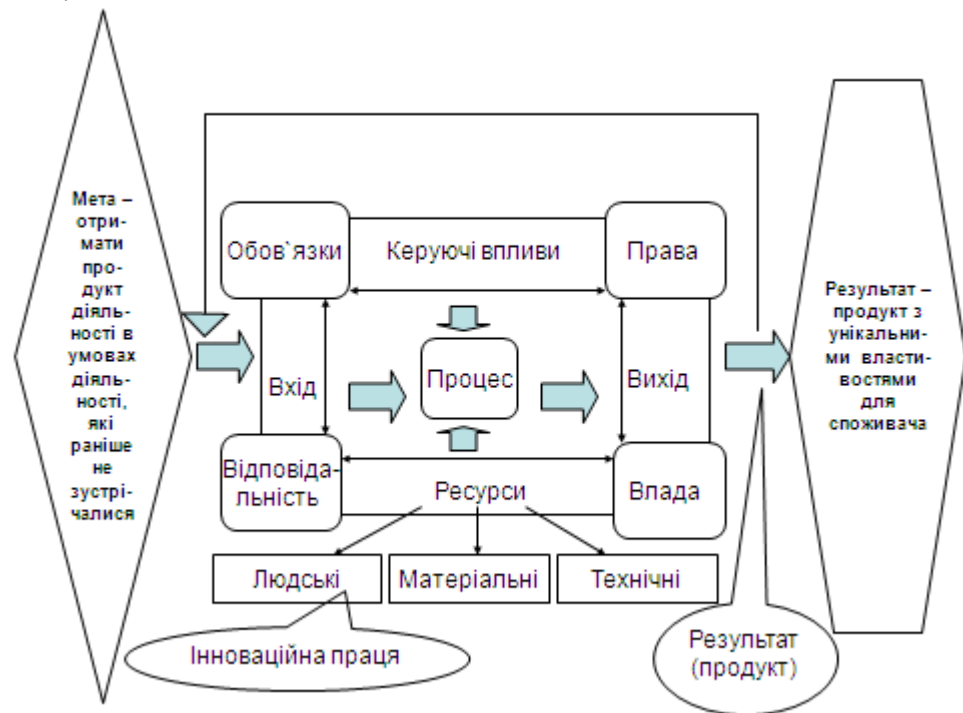 Мета –
отри-
мати
про-
дукт
діяль-
ності в
умовах
діяль-
ності,
які
раніше
не
зустрі-
чалися
Обов`язки
Керуючі впливи
Права
Вхід
Процес
Вихід
Відповіда-
льність
Ресурси
Влада
Людські
Матеріальні
Технічні
Інноваційна праця
Результат
(продукт)
Результат –
продукт з
унікальни-
ми власти-
востями
для
споживача